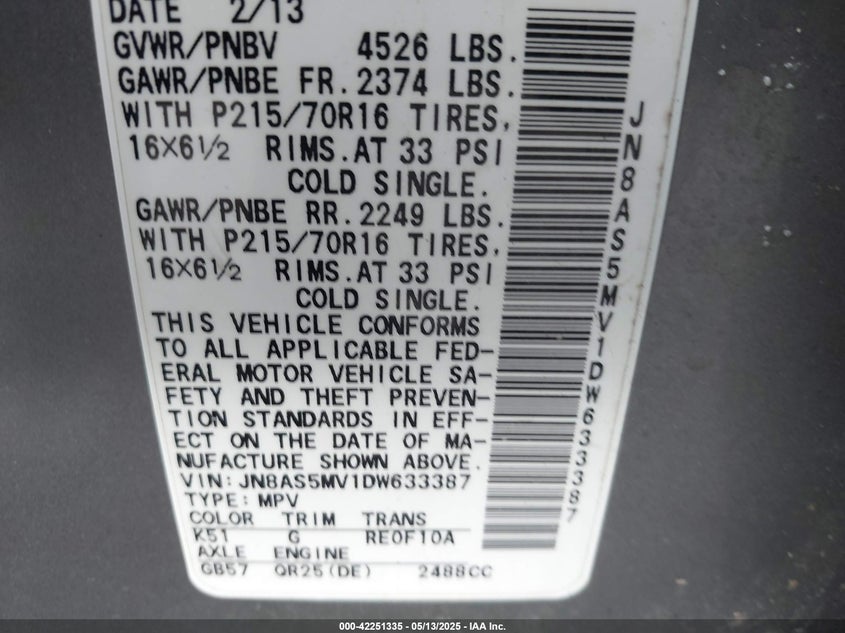 DATE 2/13
GVWR/PNBV 4526 LBS.
GAWR/PNBE FR. 2374 LBS.
WITH P215/70R16 TIRES,
16X6½ RIMS. AT 33 PSI
COLD SINGLE.
GAWR/PNBE RR. 2249 LBS.
WITH P215/70R16 TIRES,
16X6½ RIMS. AT 33 PSI
COLD SINGLE.
THIS VEHICLE CONFORMS
TO ALL APPLICABLE FED-
ERAL MOTOR VEHICLE SA-
FETY AND THEFT PREVEN-
TION STANDARDS IN EFF-
ECT ON THE DATE OF MA-
NUFACTURE SHOWN ABOVE.
VIN: JN8AS5MV1DW633387
TYPE: MPV
COLOR TRIM TRANS
K51 G RE0F10A
AXLE ENGINE
GB57 QR25(DE) 2488CC
JN8AS5MV1DW633387
000-42251335 - 05/13/2025 - IAA Inc.